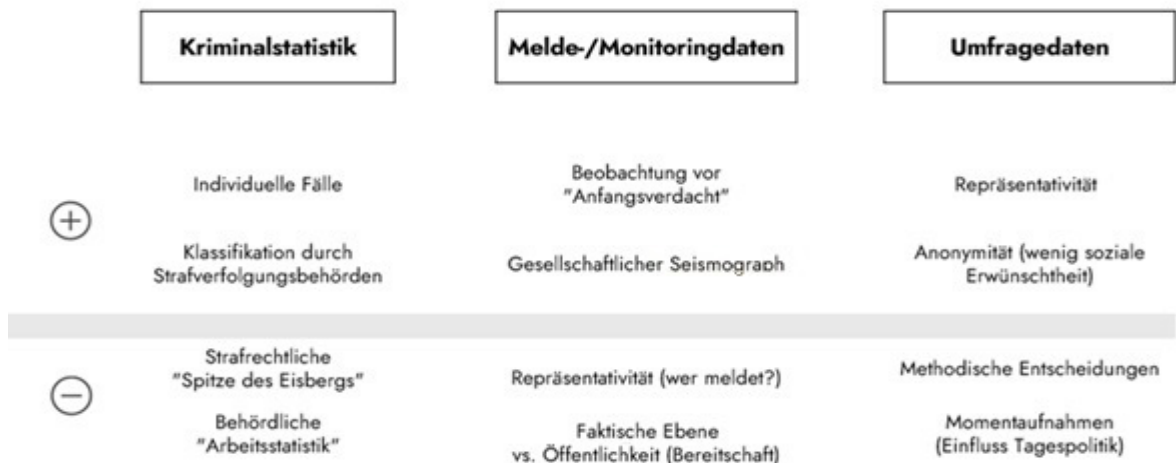 Kriminalstatistik
Melde-/Monitoringdaten
Umfragedaten
Individuelle Fälle
Beobachtung vor
"Anfangsverdacht"
Repräsentativität
Klassifikation durch
Strafverfolgungsbehörden
Gesellschaftlicher Seismograph
Anonymität (wenig soziale
Erwünschtheit)
Strafrechtliche
"Spitze des Eisbergs"
Repräsentativität (wer meldet?)
Methodische Entscheidungen
Behördliche
"Arbeitsstatistik"
Faktische Ebene
vs. Öffentlichkeit (Bereitschaft)
Momentaufnahmen
(Einfluss Tagespolitik)